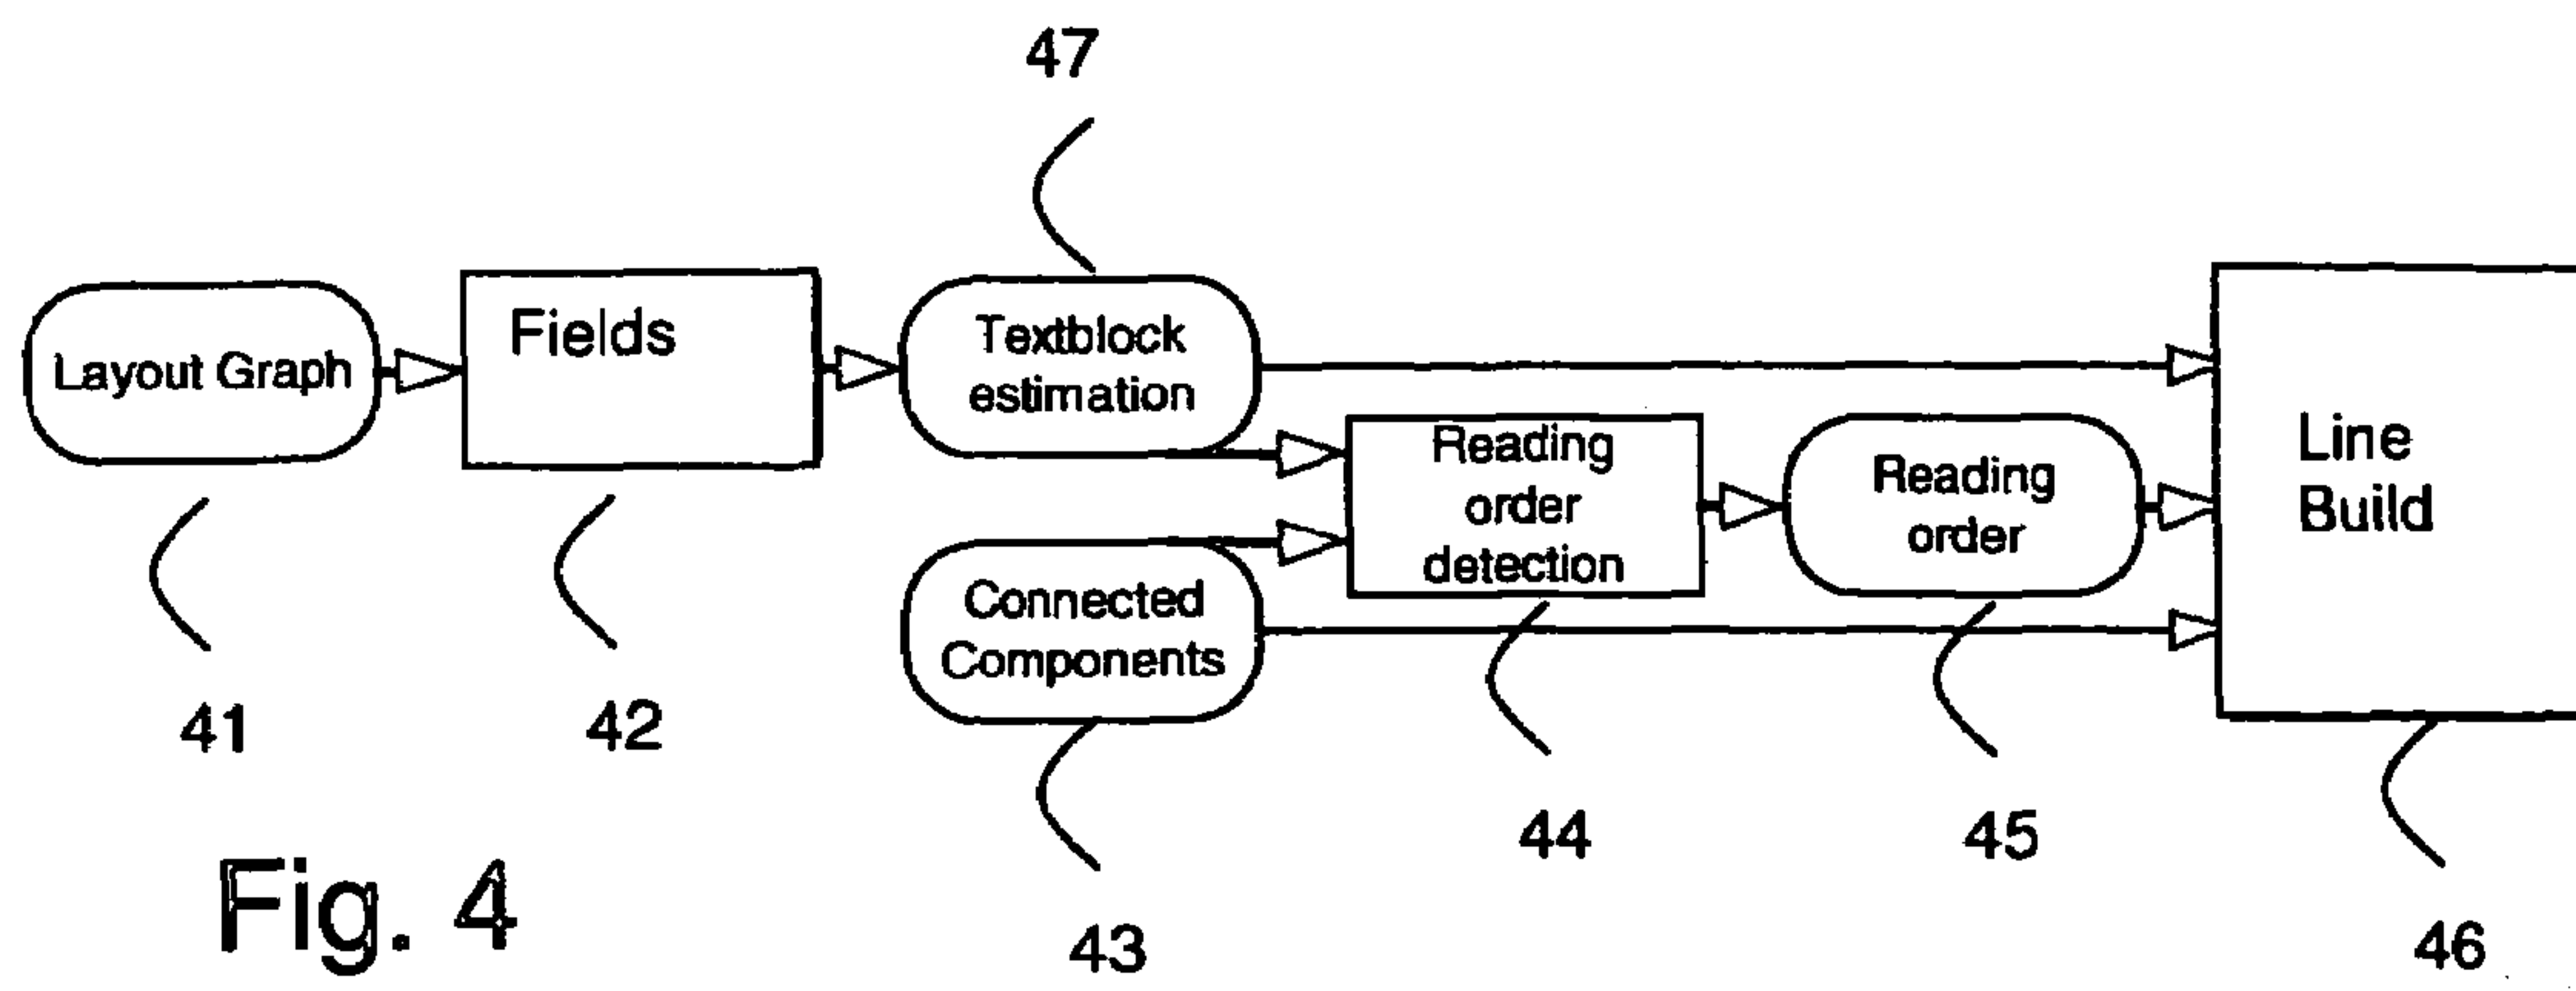 47
Layout Graph
Fields
Textblock
estimation
Reading
order
detection
Reading
order
Line
Build
Connected
Components
41
42
44
45
43
46
Fig. 4